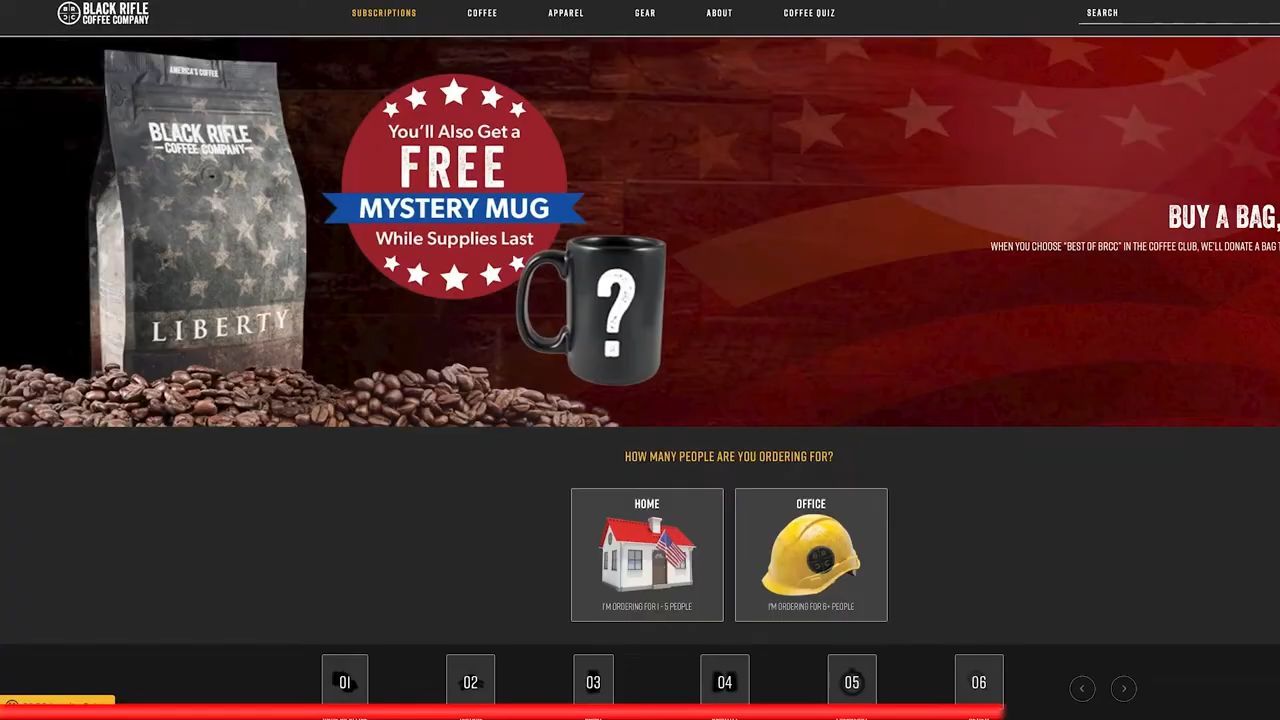 BLACK RIFLE
COFFEE COMPANY
SUBSCRIPTIONS
COFFEE
APPAREL
GEAR
ABOUT
COFFEE QUIZ
SEARCH
AMERICA'S COFFEE
BLACK RIFLE
COFFEE COMPANY
LIBERTY
You'll Also Get a
FREE
MYSTERY MUG
While Supplies Last
?
BUY A BAG,
WHEN YOU CHOOSE "BEST OF BRCC" IN THE COFFEE CLUB, WE'LL DONATE A BAG
HOW MANY PEOPLE ARE YOU ORDERING FOR?
HOME
I'M ORDERING FOR 1 - 5 PEOPLE
OFFICE
I'M ORDERING FOR 6+ PEOPLE
01
02
03
04
05
06